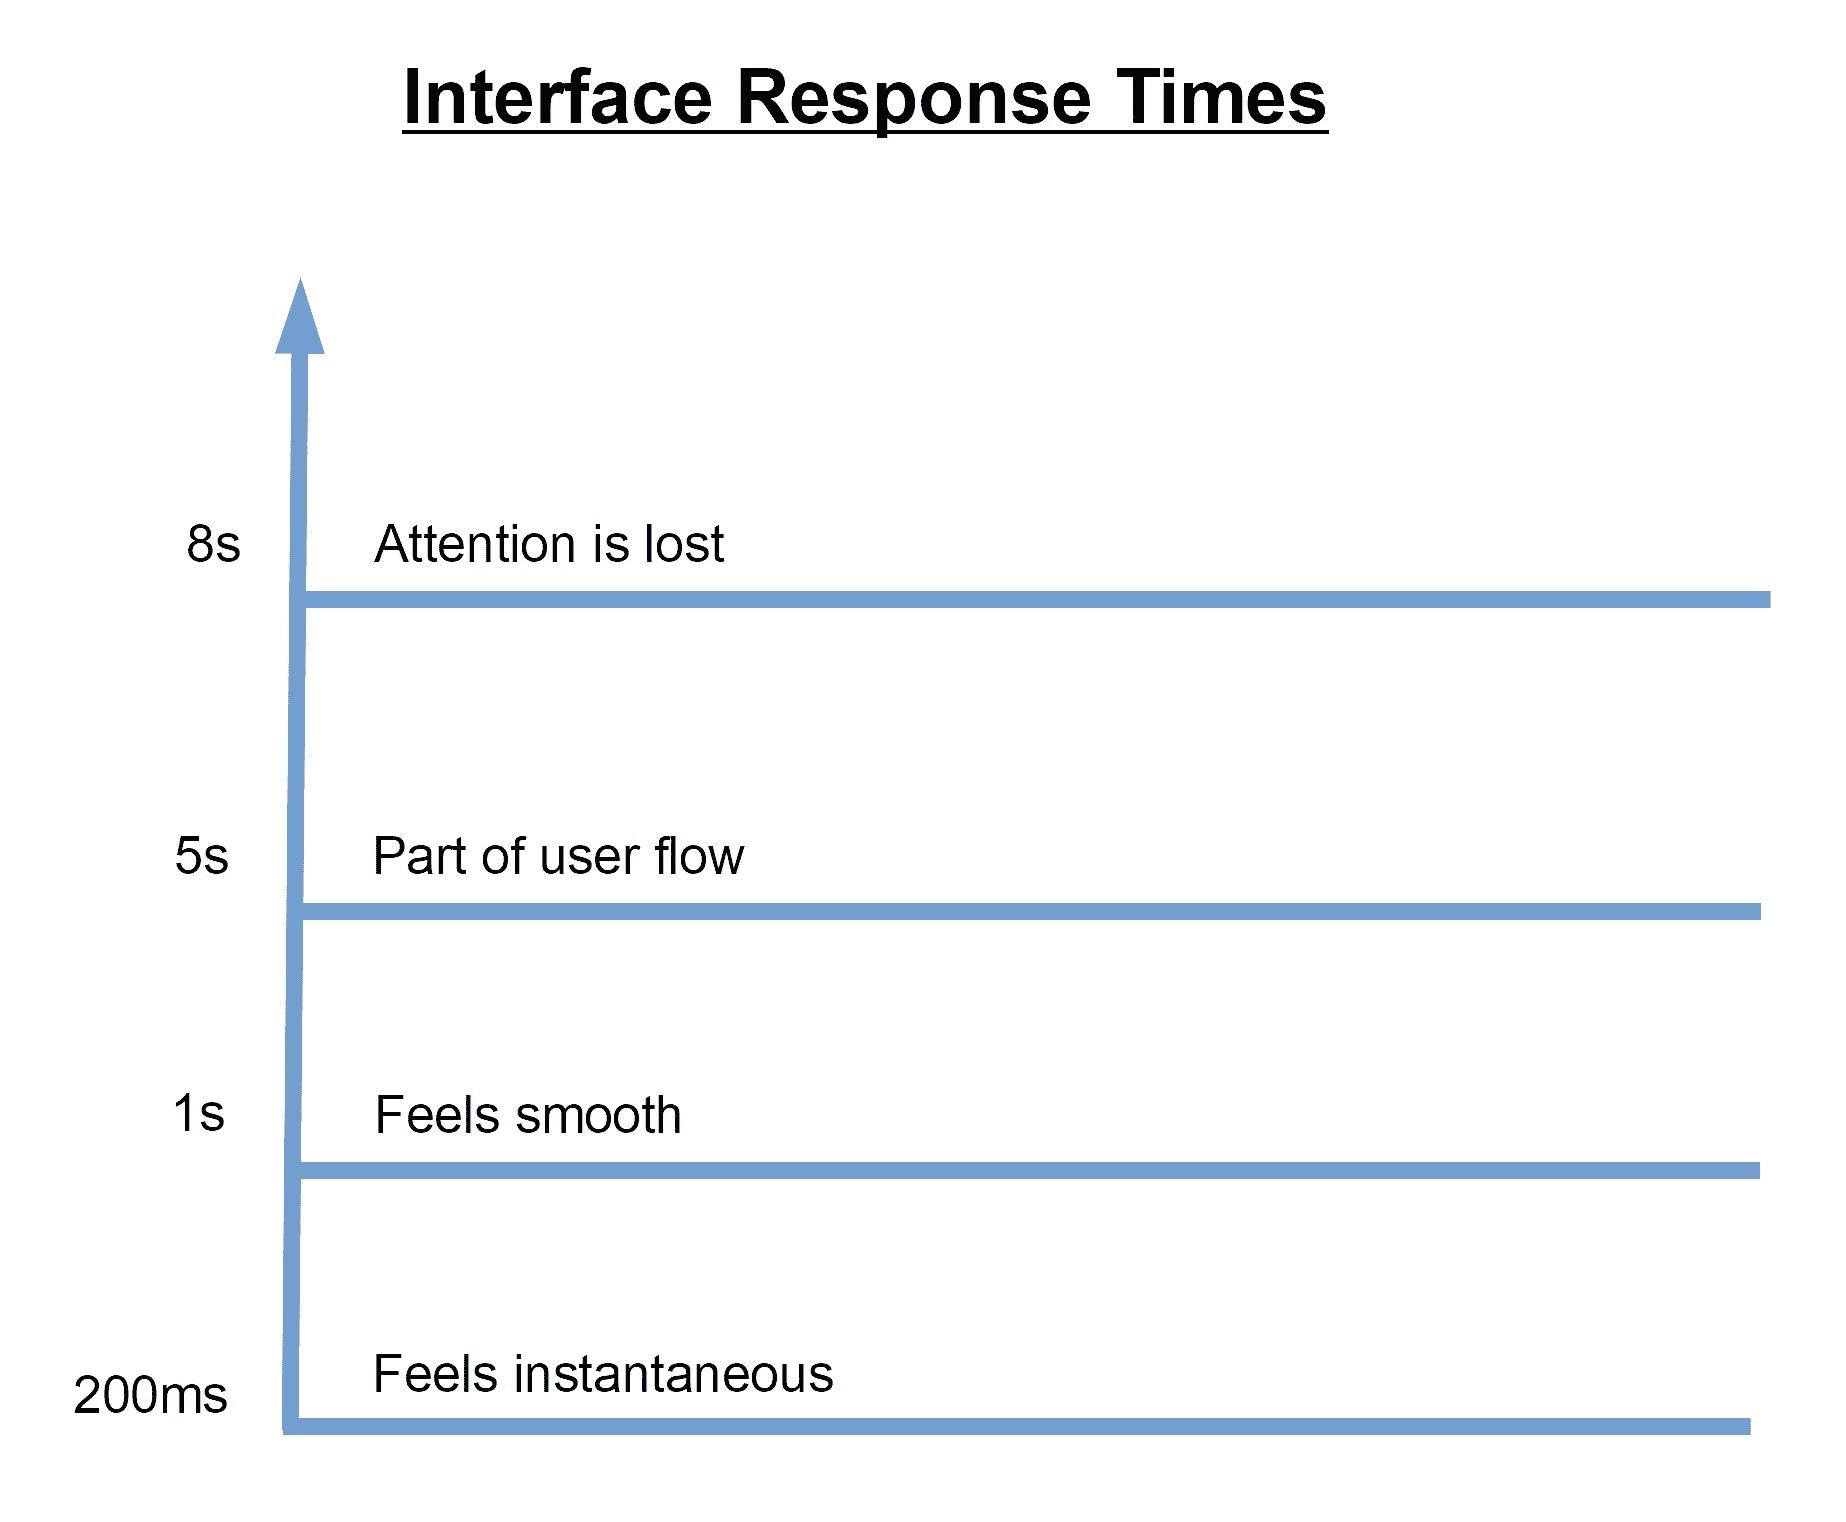 Interface Response Times
8s Attention is lost
5s Part of user flow
1s Feels smooth
200ms Feels instantaneous